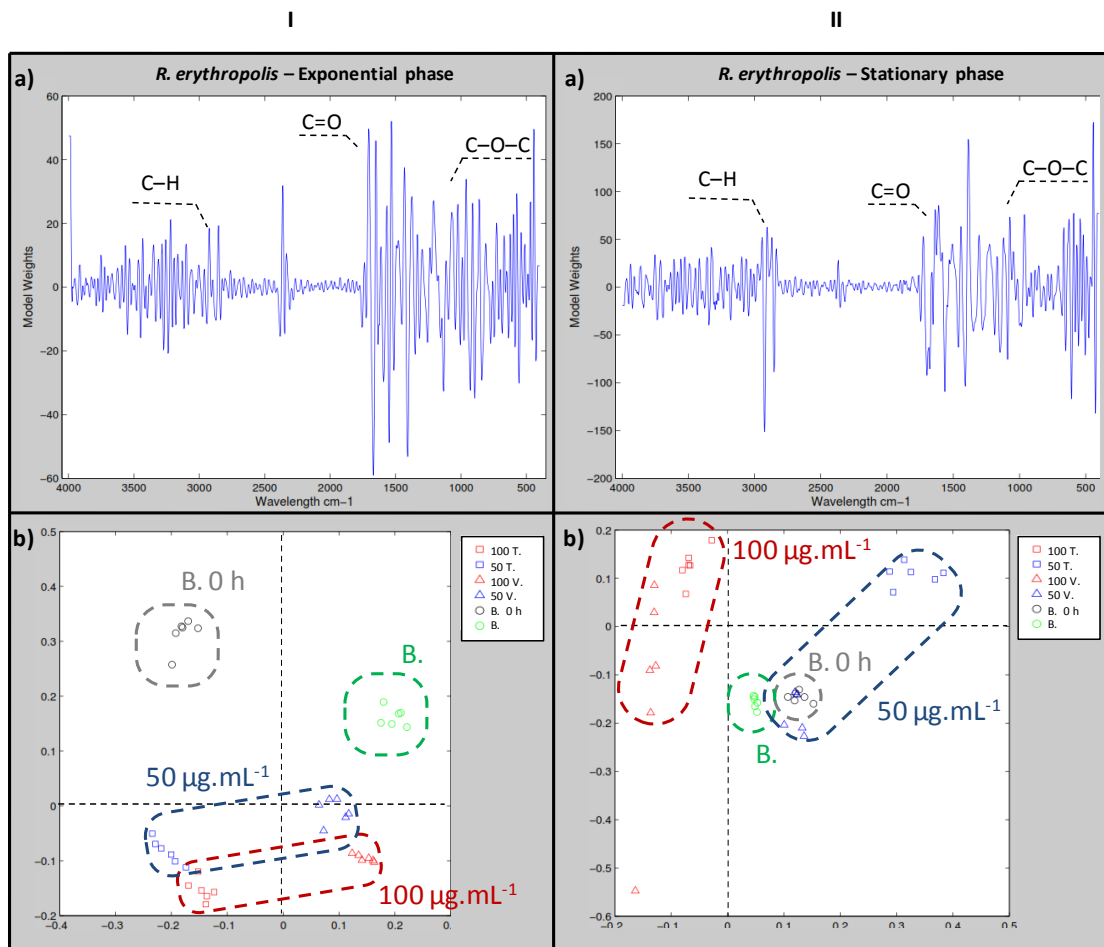 I
II
a)
R. erythropolis – Exponential phase
C=O
C–O–C
C–H
60
40
20
0
−20
−40
−60
Model Weights
4000 3500 3000 2500 2000 1500 1000 500
Wavelength cm−1
a)
R. erythropolis – Stationary phase
C–H
C=O
C–O–C
200
150
100
50
0
−50
−100
−150
−200
Model Weights
4000 3500 3000 2500 2000 1500 1000 500
Wavelength cm−1
b)
B. 0 h
B.
50 µg.mL-1
100 µg.mL-1
100 T.
50 T.
100 V.
50 V.
B. 0 h
B.
0.5
0.4
0.3
0.2
0.1
0
−0.1
−0.2
−0.4 −0.3 −0.2 −0.1 0 0.1 0.2 0.
b)
100 µg.mL-1
B. 0 h
50 µg.mL-1
B.
100 T.
50 T.
100 V.
50 V.
B. 0 h
B.
0.2
0.1
0
−0.1
−0.2
−0.3
−0.4
−0.5
−0.6
−0.2 −0.1 0 0.1 0.2 0.3 0.4 0.5